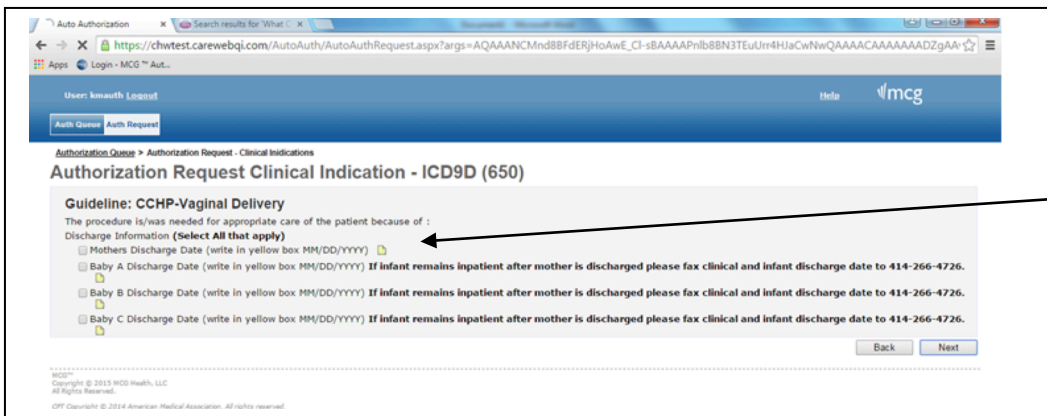 Auto Authorization
Search results for 'What C
https://chwtest.carewebqi.com/AutoAuth/AutoAuthRequest.aspx?args=
Apps Login - MCG ™ Aut...
User: kmauth Logout
Help mcg
Auth Queue Auth Request
Authorization Queue > Authorization Request - Clinical Inidications
Authorization Request Clinical Indication - ICD9D (650)
Guideline: CCHP-Vaginal Delivery
The procedure is/was needed for appropriate care of the patient because of :
Discharge Information (Select All that apply)
Mothers Discharge Date (write in yellow box MM/DD/YYYY)
Baby A Discharge Date (write in yellow box MM/DD/YYYY) If infant remains inpatient after mother is discharged please fax clinical and infant discharge date to 414-266-4726.
Baby B Discharge Date (write in yellow box MM/DD/YYYY) If infant remains inpatient after mother is discharged please fax clinical and infant discharge date to 414-266-4726.
Baby C Discharge Date (write in yellow box MM/DD/YYYY) If infant remains inpatient after mother is discharged please fax clinical and infant discharge date to 414-266-4726.
Back Next
MCG™
Copyright © 2015 MCG Health, LLC
All Rights Reserved.
CPT Copyright © 2014 American Medical Association. All rights reserved.